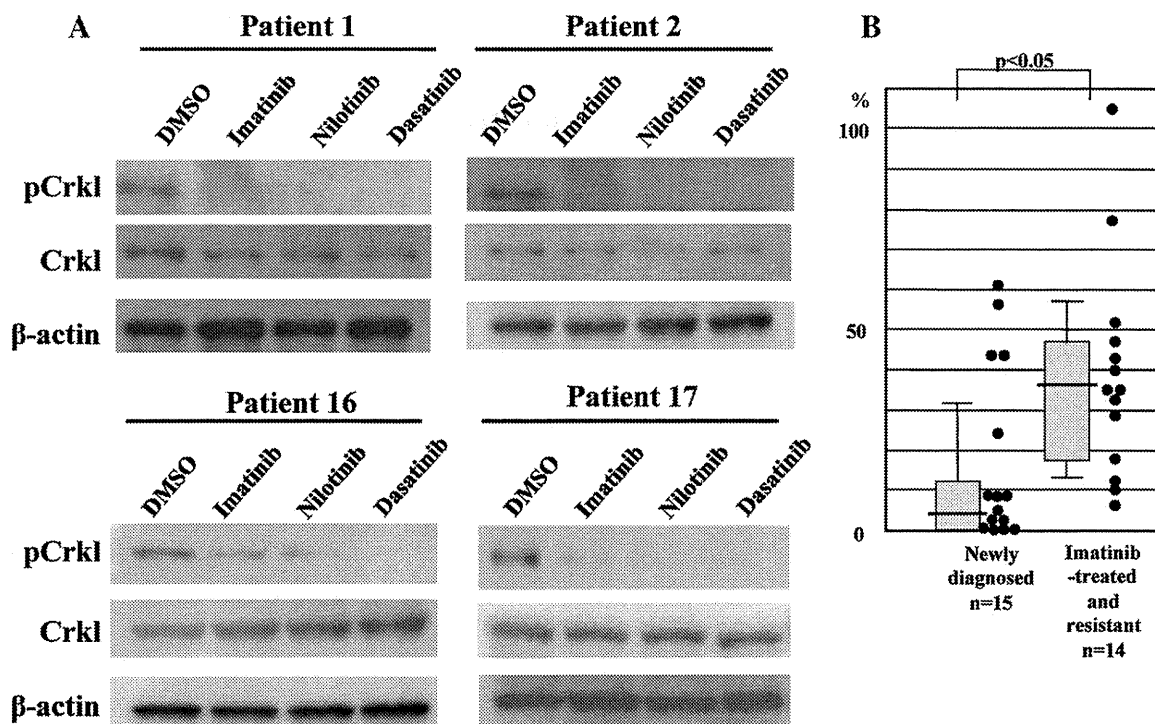 A
Patient 1
DMSO
Imatinib
Nilotinib
Dasatinib
pCrkl
Crkl
β-actin
Patient 2
DMSO
Imatinib
Nilotinib
Dasatinib
Patient 16
DMSO
Imatinib
Nilotinib
Dasatinib
pCrkl
Crkl
β-actin
Patient 17
DMSO
Imatinib
Nilotinib
Dasatinib
B
p<0.05
%
100
50
0
Newly
diagnosed
n=15
Imatinib
-treated
and
resistant
n=14